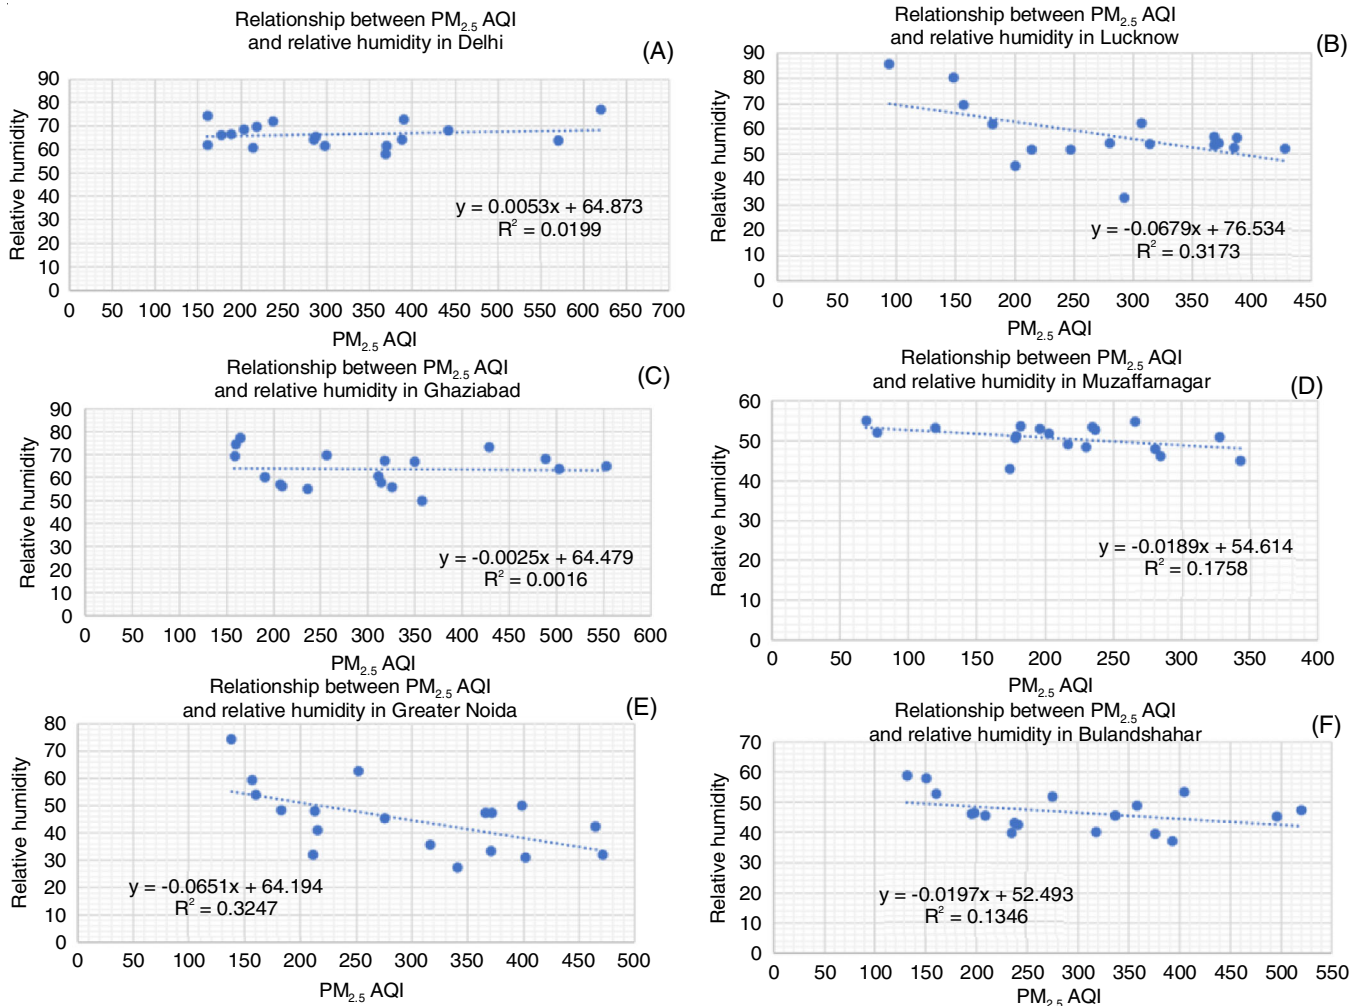 Relationship between PM2.5 AQI
and relative humidity in Delhi
(A)
Relative humidity
90
80
70
60
50
40
30
20
10
0
y = 0.0053x + 64.873
R² = 0.0199
0 50 100 150 200 250 300 350 400 450 500 550 600 650 700
PM2.5 AQI
Relationship between PM2.5 AQI
and relative humidity in Lucknow
(B)
Relative humidity
90
80
70
60
50
40
30
20
10
0
y = -0.0679x + 76.534
R² = 0.3173
0 50 100 150 200 250 300 350 400 450
PM2.5 AQI
Relationship between PM2.5 AQI
and relative humidity in Ghaziabad
(C)
Relative humidity
90
80
70
60
50
40
30
20
10
0
y = -0.0025x + 64.479
R² = 0.0016
0 50 100 150 200 250 300 350 400 450 500 550 600
PM2.5 AQI
Relationship between PM2.5 AQI
and relative humidity in Muzaffarnagar
(D)
Relative humidity
60
50
40
30
20
10
0
y = -0.0189x + 54.614
R² = 0.1758
0 50 100 150 200 250 300 350 400
PM2.5 AQI
Relationship between PM2.5 AQI
and relative humidity in Greater Noida
(E)
Relative humidity
80
70
60
50
40
30
20
10
0
y = -0.0651x + 64.194
R² = 0.3247
0 50 100 150 200 250 300 350 400 450 500
PM2.5 AQI
Relationship between PM2.5 AQI
and relative humidity in Bulandshahar
(F)
Relative humidity
70
60
50
40
30
20
10
0
y = -0.0197x + 52.493
R² = 0.1346
0 50 100 150 200 250 300 350 400 450 500 550
PM2.5 AQI